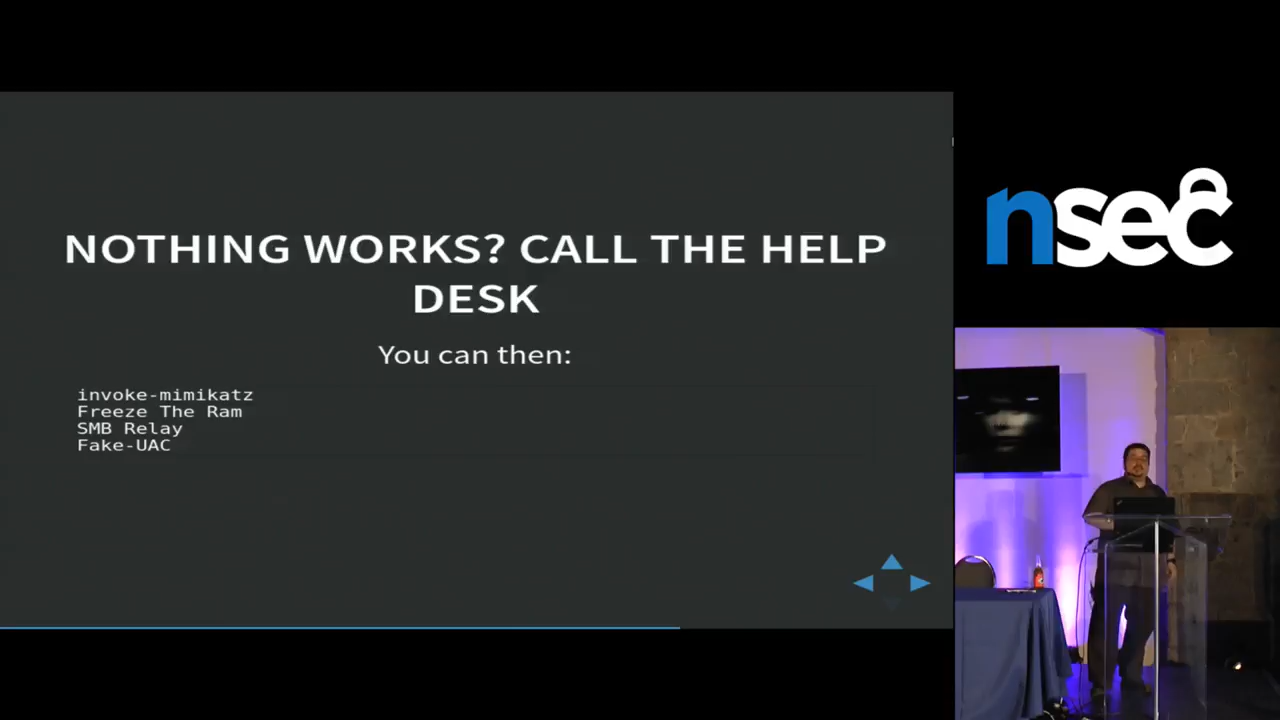 NOTHING WORKS? CALL THE HELP
DESK
You can then:
invoke-mimikatz
Freeze The Ram
SMB Relay
Fake-UAC
nsec